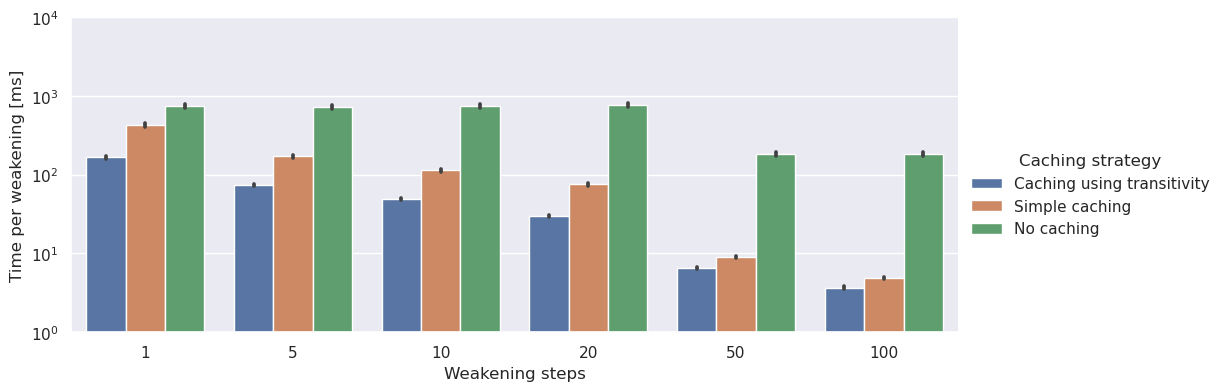 10^4
10^3
10^2
10^1
10^0
Time per weakening [ms]
1 5 10 20 50 100
Weakening steps
Caching strategy
Caching using transitivity
Simple caching
No caching